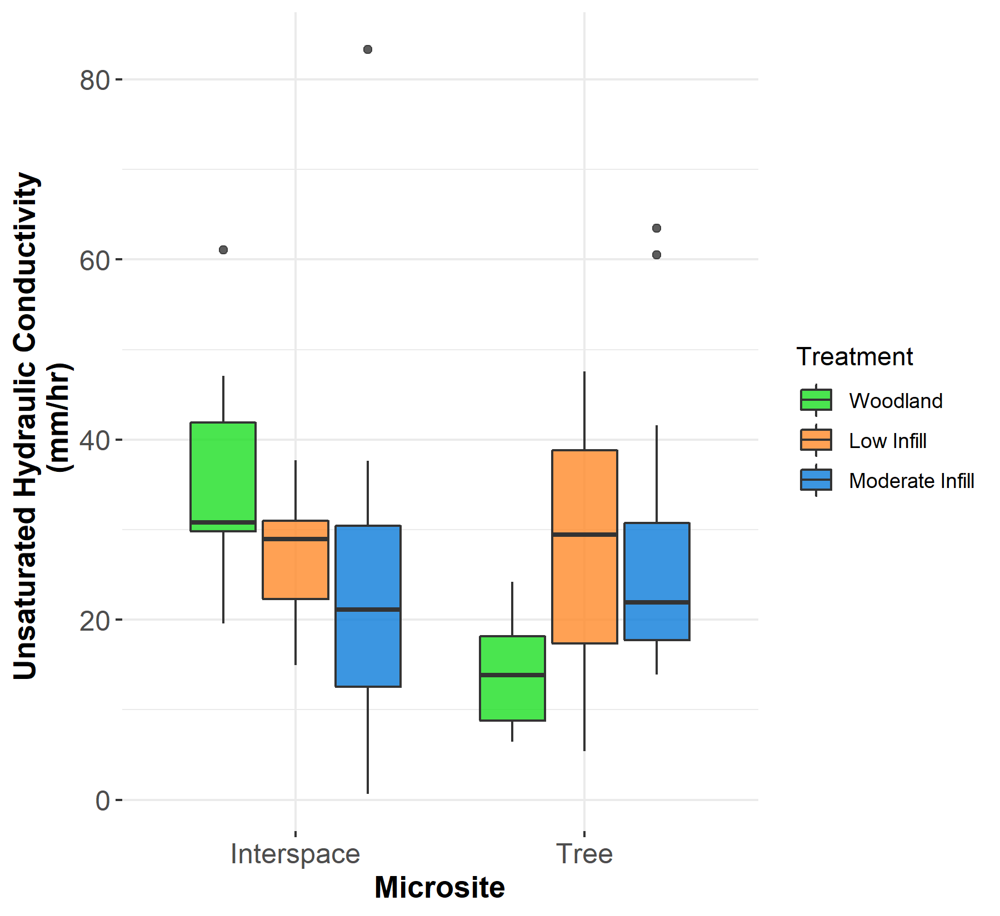 Unsaturated Hydraulic Conductivity
(mm/hr)
80
60
40
20
0
Interspace
Tree
Microsite
Treatment
Woodland
Low Infill
Moderate Infill